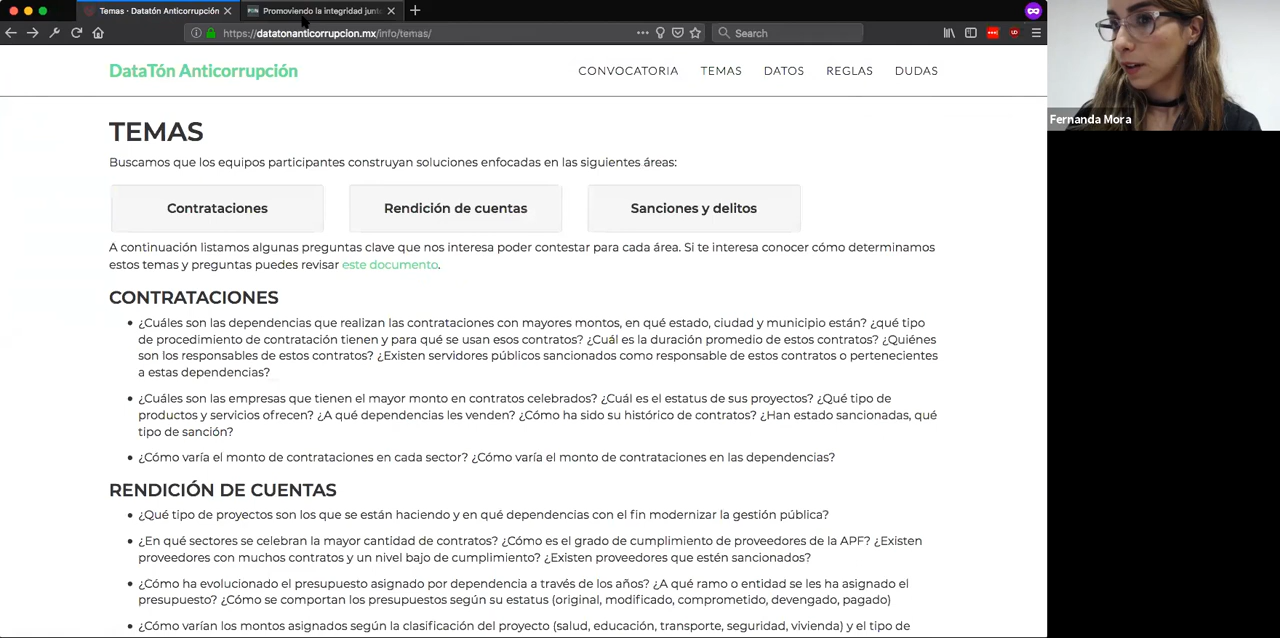 Temas · Datatón Anticorrupción
Promoviendo la integridad junt
https://datatonanticorrupcion.mx/info/temas/
Search
DataTón Anticorrupción
CONVOCATORIA
TEMAS
DATOS
REGLAS
DUDAS
Fernanda Mora
TEMAS
Buscamos que los equipos participantes construyan soluciones enfocadas en las siguientes áreas:
Contrataciones
Rendición de cuentas
Sanciones y delitos
A continuación listamos algunas preguntas clave que nos interesa poder contestar para cada área. Si te interesa conocer cómo determinamos
estos temas y preguntas puedes revisar este documento.
CONTRATACIONES
• ¿Cuáles son las dependencias que realizan las contrataciones con mayores montos, en qué estado, ciudad y municipio están? ¿qué tipo
de procedimiento de contratación tienen y para qué se usan esos contratos? ¿Cuál es la duración promedio de estos contratos? ¿Quiénes
son los responsables de estos contratos? ¿Existen servidores públicos sancionados como responsable de estos contratos o pertenecientes
a estas dependencias?
• ¿Cuáles son las empresas que tienen el mayor monto en contratos celebrados? ¿Cuál es el estatus de sus proyectos? ¿Qué tipo de
productos y servicios ofrecen? ¿A qué dependencias les venden? ¿Cómo ha sido su histórico de contratos? ¿Han estado sancionadas, qué
tipo de sanción?
• ¿Cómo varía el monto de contrataciones en cada sector? ¿Cómo varía el monto de contrataciones en las dependencias?
RENDICIÓN DE CUENTAS
• ¿Qué tipo de proyectos son los que se están haciendo y en qué dependencias con el fin modernizar la gestión pública?
• ¿En qué sectores se celebran la mayor cantidad de contratos? ¿Cómo es el grado de cumplimiento de proveedores de la APF? ¿Existen
proveedores con muchos contratos y un nivel bajo de cumplimiento? ¿Existen proveedores que estén sancionados?
• ¿Cómo ha evolucionado el presupuesto asignado por dependencia a través de los años? ¿A qué ramo o entidad se les ha asignado el
presupuesto? ¿Cómo se comportan los presupuestos según su estatus (original, modificado, comprometido, devengado, pagado)
• ¿Cómo varían los montos asignados según la clasificación del proyecto (salud, educación, transporte, seguridad, vivienda) y el tipo de